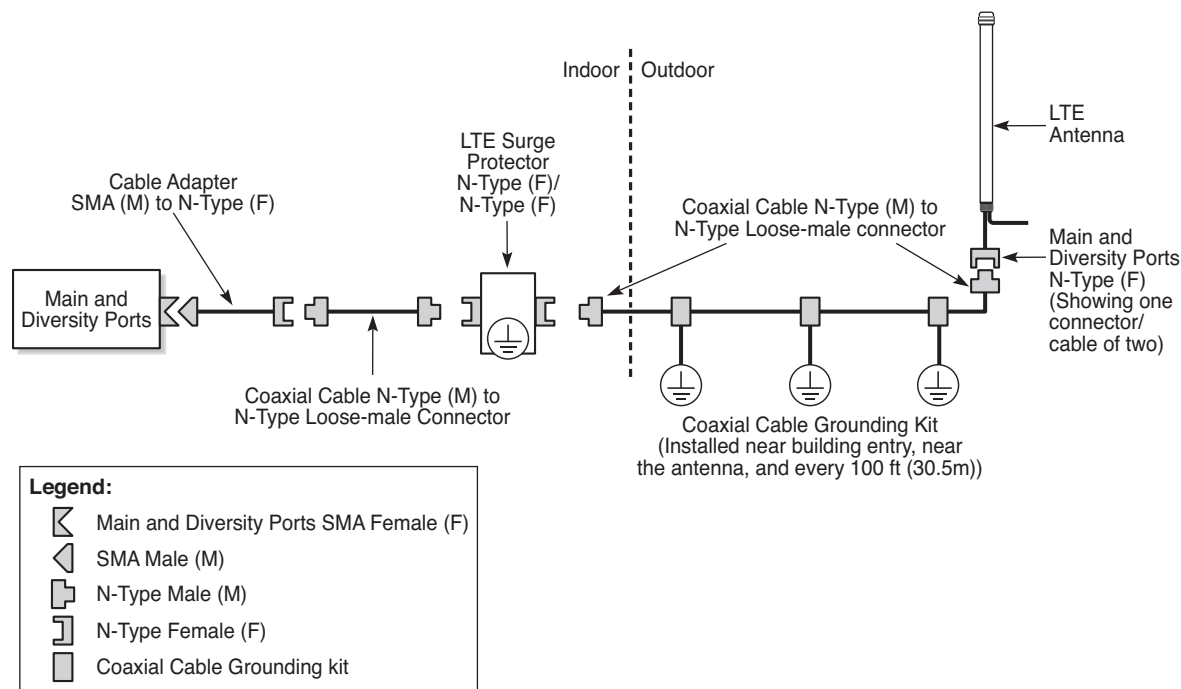 Indoor
Outdoor
LTE
Antenna
LTE Surge
Protector
N-Type (F)/
N-Type (F)
Cable Adapter
SMA (M) to N-Type (F)
Coaxial Cable N-Type (M) to
N-Type Loose-male connector
Main and
Diversity Ports
N-Type (F)
(Showing one
connector/
cable of two)
Main and
Diversity Ports
Coaxial Cable N-Type (M) to
N-Type Loose-male Connector
Coaxial Cable Grounding Kit
(Installed near building entry, near
the antenna, and every 100 ft (30.5m))
Legend:
Main and Diversity Ports SMA Female (F)
SMA Male (M)
N-Type Male (M)
N-Type Female (F)
Coaxial Cable Grounding kit